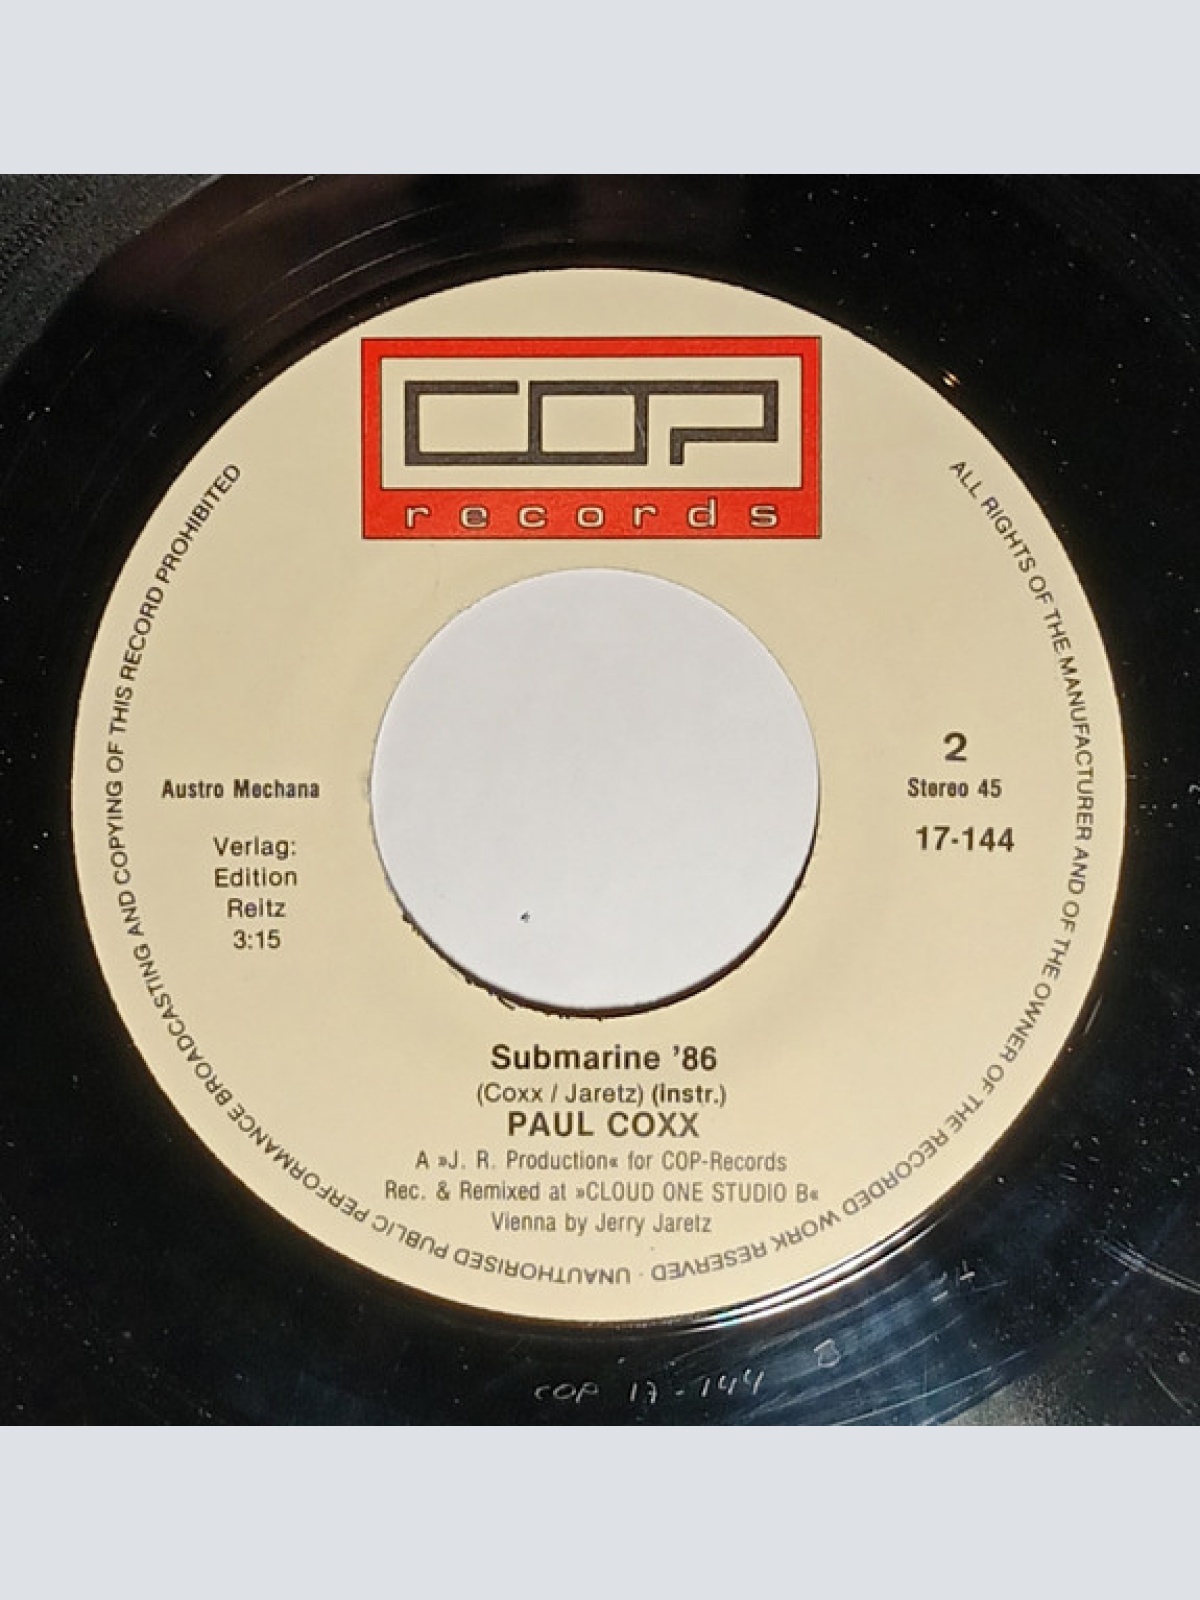 COP
records
ALL RIGHTS OF THE MANUFACTURER AND OF THE OWNER OF THE RECORDED WORK RESERVED · UNAUTHORISED PUBLIC PERFORMANCE BROADCASTING AND COPYING OF THIS RECORD PROHIBITED
Austro Mechana
Verlag:
Edition
Reitz
3:15
2
Stereo 45
17-144
Submarine '86
(Coxx / Jaretz) (instr.)
PAUL COXX
A »J. R. Production« for COP-Records
Rec. & Remixed at »CLOUD ONE STUDIO B«
Vienna by Jerry Jaretz
COP 17-144 B